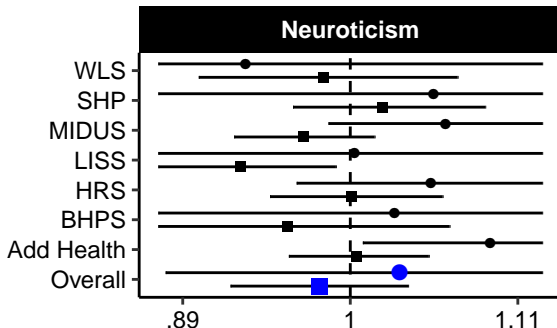 Neuroticism
WLS
SHP
MIDUS
LISS
HRS
BHPS
Add Health
Overall
.89 1 1.11